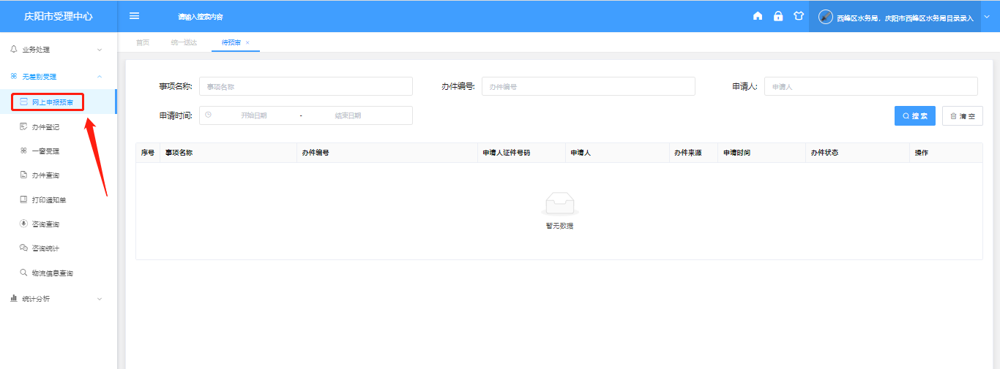 庆阳市受理中心
请输入搜索内容
西峰区水务局，庆阳市西峰区水务局目录录入
业务处理
无差别受理
网上申报预审
办件登记
一窗受理
办件查询
打印通知单
咨询查询
咨询统计
物流信息查询
统计分析
首页 统一送达 待预审 ×
事项名称: 事项名称 办件编号: 办件编号 申请人: 申请人
申请时间: 开始日期 - 结束日期 搜索 清空
序号 事项名称 办件编号 申请人证件号码 申请人 办件来源 申请时间 办件状态 操作
暂无数据